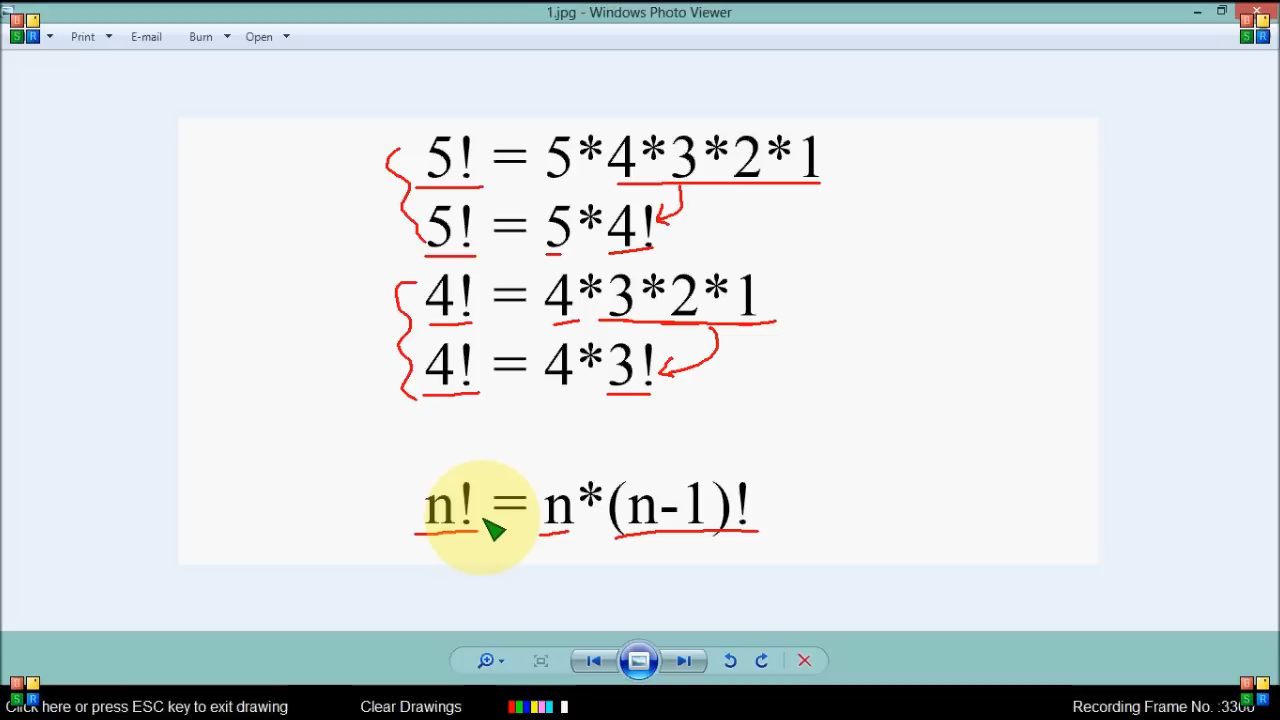 1.jpg - Windows Photo Viewer
B
S R
Print E-mail Burn Open
B
S R
5! = 5*4*3*2*1
5! = 5*4!
4! = 4*3*2*1
4! = 4*3!
n! = n*(n-1)!
B
S R
Click here or press ESC key to exit drawing Clear Drawings Recording Frame No. :3300
B
S R